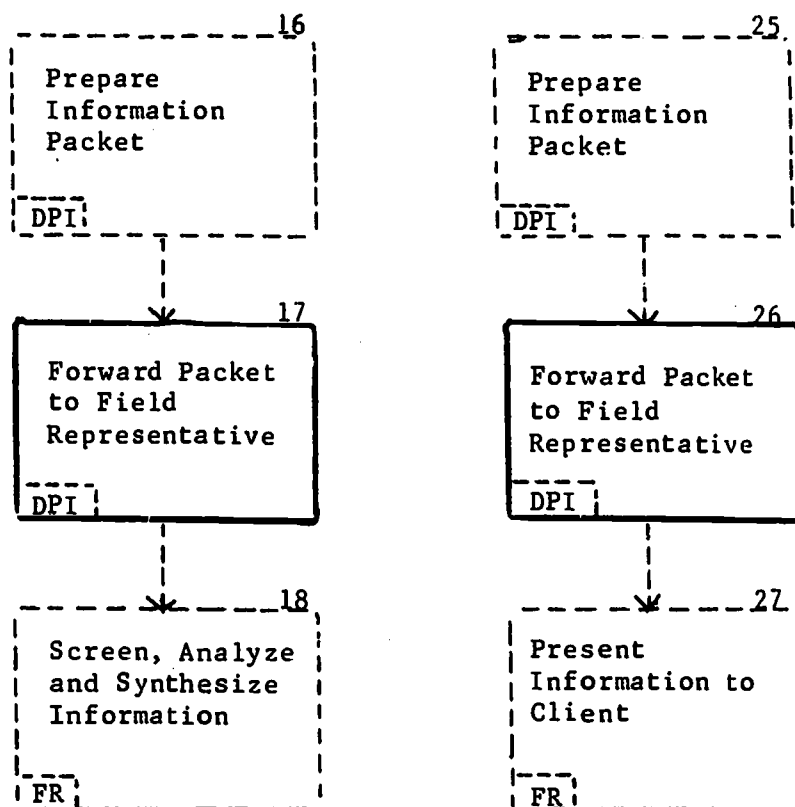 16
Prepare
Information
Packet
DPI
17
Forward Packet
to Field
Representative
DPI
18
Screen, Analyze
and Synthesize
Information
FR
25
Prepare
Information
Packet
DPI
26
Forward Packet
to Field
Representative
DPI
27
Present
Information to
Client
FR